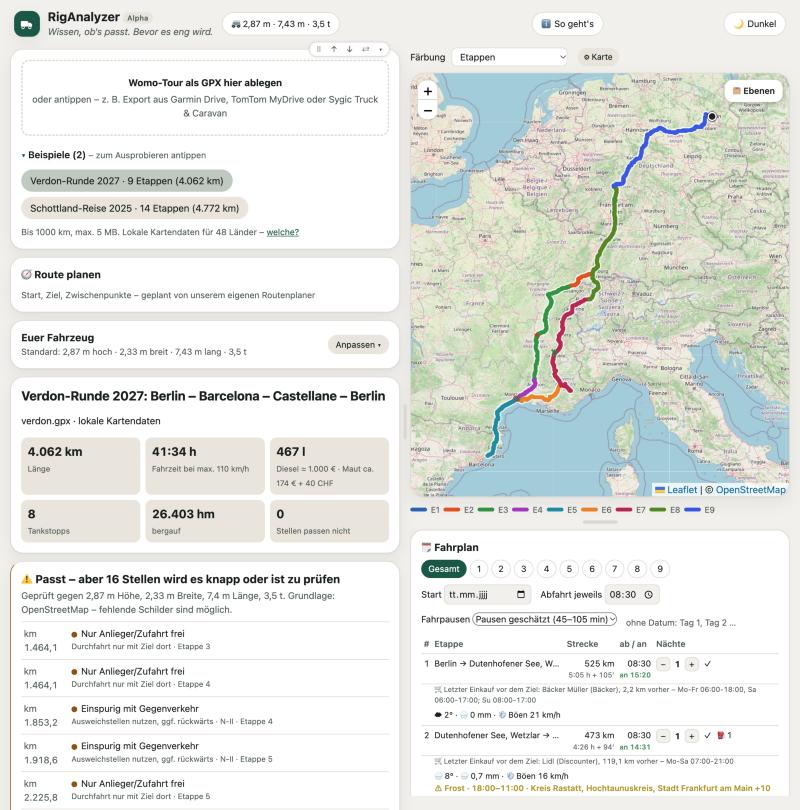 RigAnalyzer Alpha
Wissen, ob's passt. Bevor es eng wird.
2,87 m · 7,43 m · 3,5 t
So geht's
Dunkel
Womo-Tour als GPX hier ablegen
oder antippen – z. B. Export aus Garmin Drive, TomTom MyDrive oder Sygic Truck
& Caravan
Beispiele (2) – zum Ausprobieren antippen
Verdon-Runde 2027 · 9 Etappen (4.062 km)
Schottland-Reise 2025 · 14 Etappen (4.772 km)
Bis 1000 km, max. 5 MB. Lokale Kartendaten für 48 Länder – welche?
Route planen
Start, Ziel, Zwischenpunkte – geplant von unserem eigenen Routenplaner
Euer Fahrzeug
Standard: 2,87 m hoch · 2,33 m breit · 7,43 m lang · 3,5 t
Anpassen
Verdon-Runde 2027: Berlin – Barcelona – Castellane – Berlin
verdon.gpx · lokale Kartendaten
4.062 km
Länge
41:34 h
Fahrzeit bei max. 110 km/h
467 l
Diesel ≈ 1.000 € · Maut ca.
174 € + 40 CHF
8
Tankstopps
26.403 hm
bergauf
0
Stellen passen nicht
Passt – aber 16 Stellen wird es knapp oder ist zu prüfen
Geprüft gegen 2,87 m Höhe, 2,33 m Breite, 7,4 m Länge, 3,5 t. Grundlage:
OpenStreetMap – fehlende Schilder sind möglich.
km 1.464,1
Nur Anlieger/Zufahrt frei
Durchfahrt nur mit Ziel dort · Etappe 3
km 1.464,1
Nur Anlieger/Zufahrt frei
Durchfahrt nur mit Ziel dort · Etappe 4
km 1.853,2
Einspurig mit Gegenverkehr
Ausweichstellen nutzen, ggf. rückwärts · N-II · Etappe 4
km 1.918,6
Einspurig mit Gegenverkehr
Ausweichstellen nutzen, ggf. rückwärts · N-II · Etappe 5
km 2.225,8
Nur Anlieger/Zufahrt frei
Durchfahrt nur mit Ziel dort · Etappe 5
Färbung
Etappen
Karte
+
−
Ebenen
Groningen
Bremen
Hannover
Deutschland
Praha
München
Zürich
Milano
Torino
Bologna
Monaco
Marseille
Toulouse
Barcelona
Leaflet | © OpenStreetMap
E1 E2 E3 E4 E5 E6 E7 E8 E9
Fahrplan
Gesamt 1 2 3 4 5 6 7 8 9
Start tt.mm.jjjj Abfahrt jeweils 08:30
Fahrpausen Pausen geschätzt (45–105 min) ohne Datum: Tag 1, Tag 2 ...
# Etappe Strecke ab / an Nächte
1 Berlin → Dutenhofener See, W... 525 km 08:30 − 1 + ✓
5:05 h + 105' an 15:20
Letzter Einkauf vor dem Ziel: Bäcker Müller (Bäcker), 2,2 km vorher – Mo-Fr 06:00-18:00, Sa
06:00-17:00; Su 08:00-17:00
2° · 0 mm · Böen 21 km/h
2 Dutenhofener See, Wetzlar → ... 473 km 08:30 − 1 + ✓ 1
4:26 h + 94' an 14:31
Letzter Einkauf vor dem Ziel: Lidl (Discounter), 119,1 km vorher – Mo-Sa 07:00-21:00
8° · 0,7 mm · Böen 16 km/h
Frost · 18:00–11:00 · Kreis Rastatt, Hochtaunuskreis, Stadt Frankfurt am Main +10